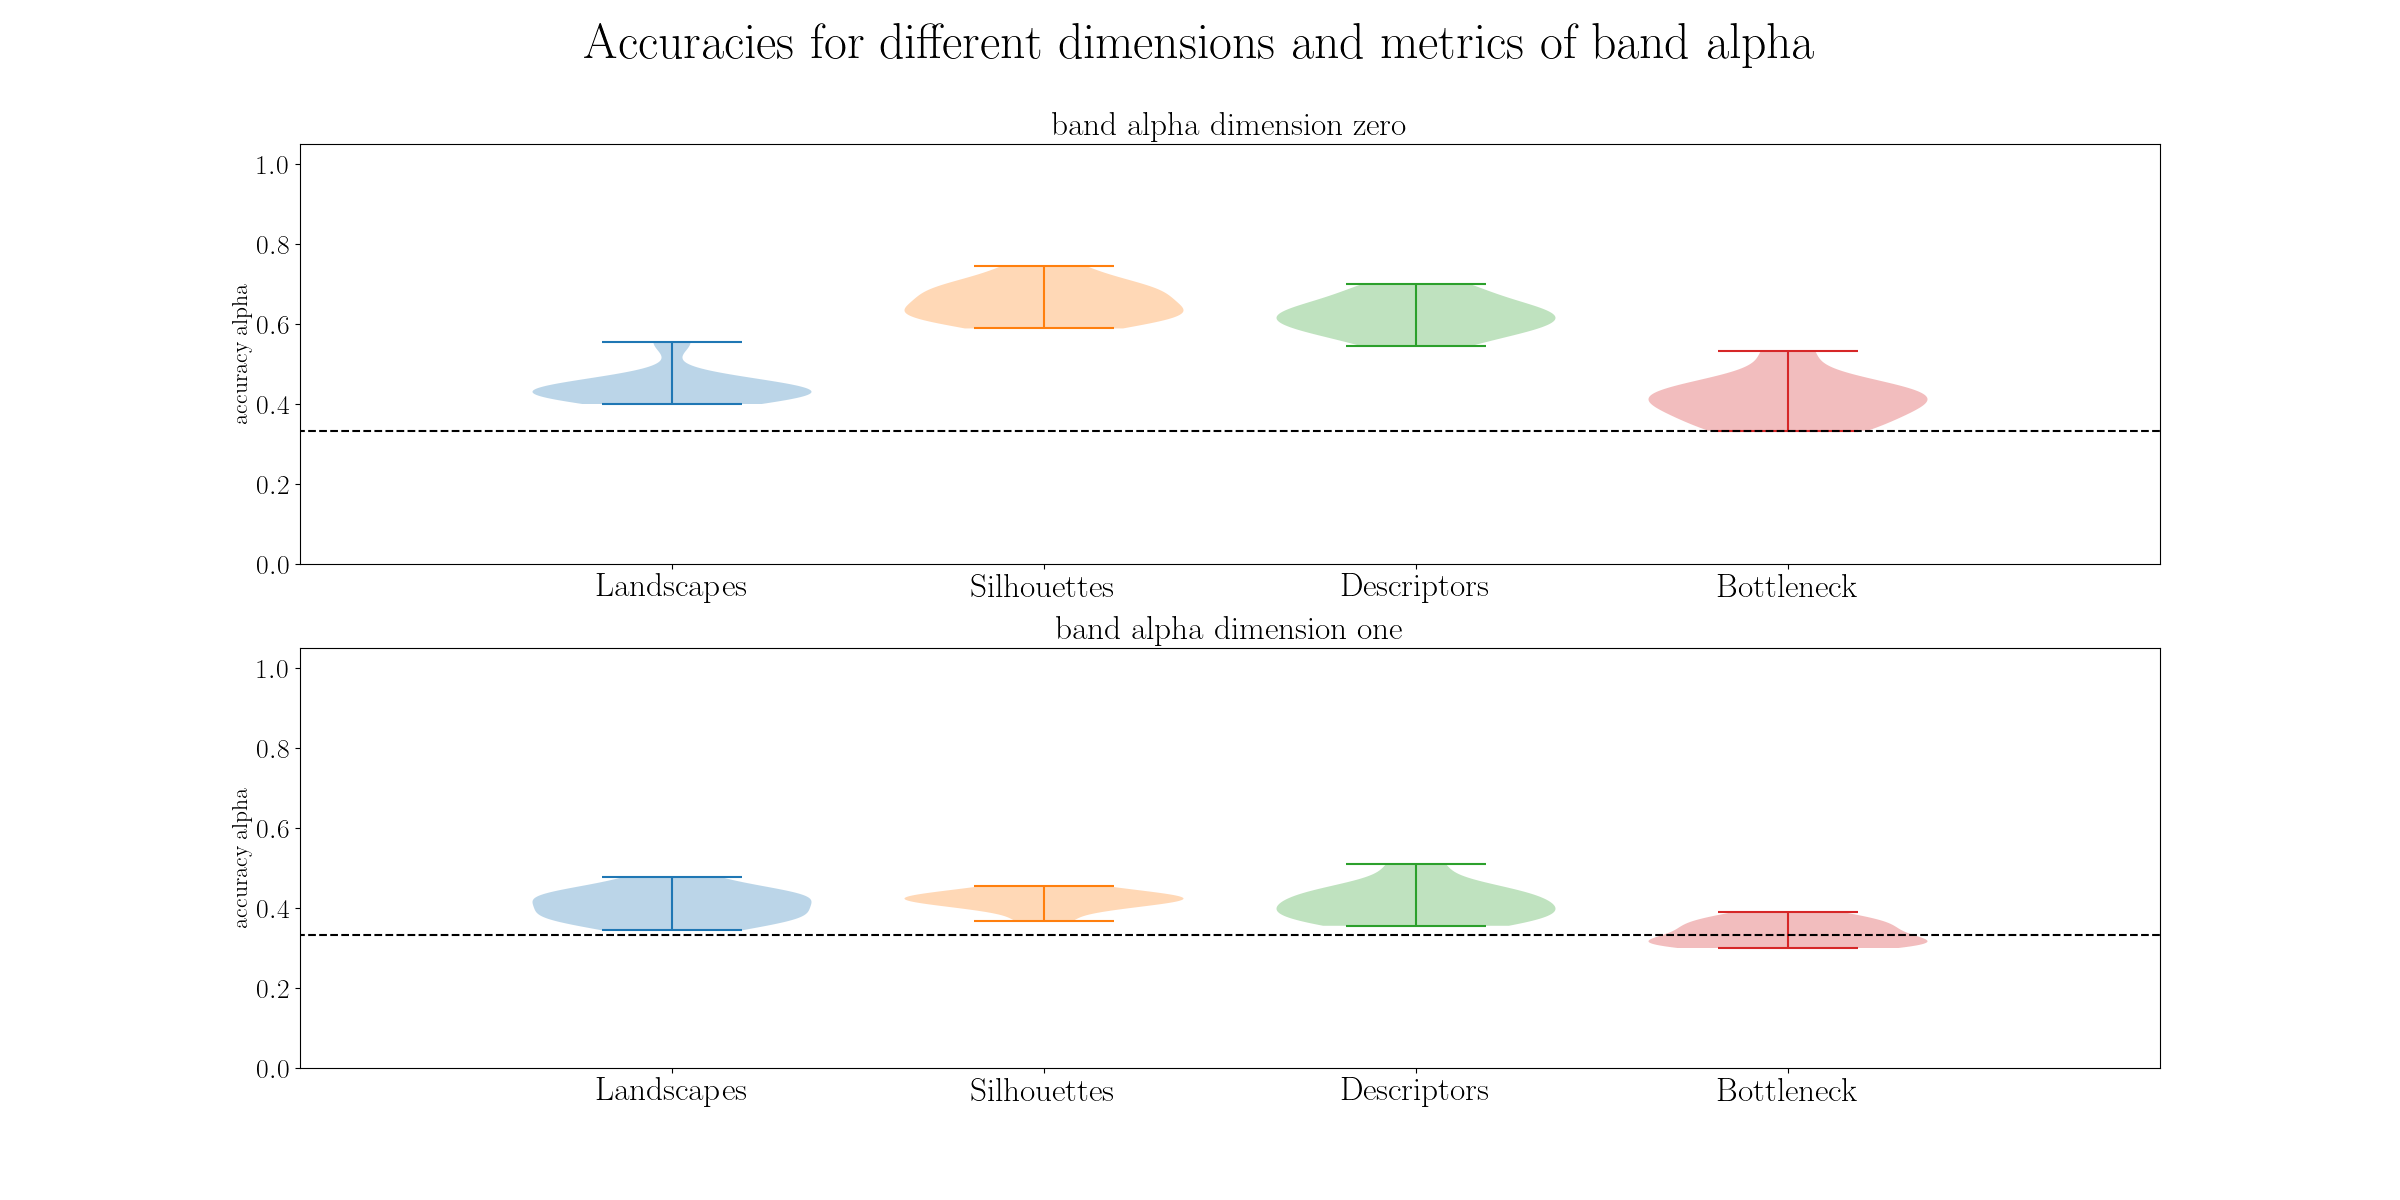 Accuracies for different dimensions and metrics of band alpha
band alpha dimension zero
accuracy alpha
1.0
0.8
0.6
0.4
0.2
0.0
Landscapes Silhouettes Descriptors Bottleneck
band alpha dimension one
accuracy alpha
1.0
0.8
0.6
0.4
0.2
0.0
Landscapes Silhouettes Descriptors Bottleneck